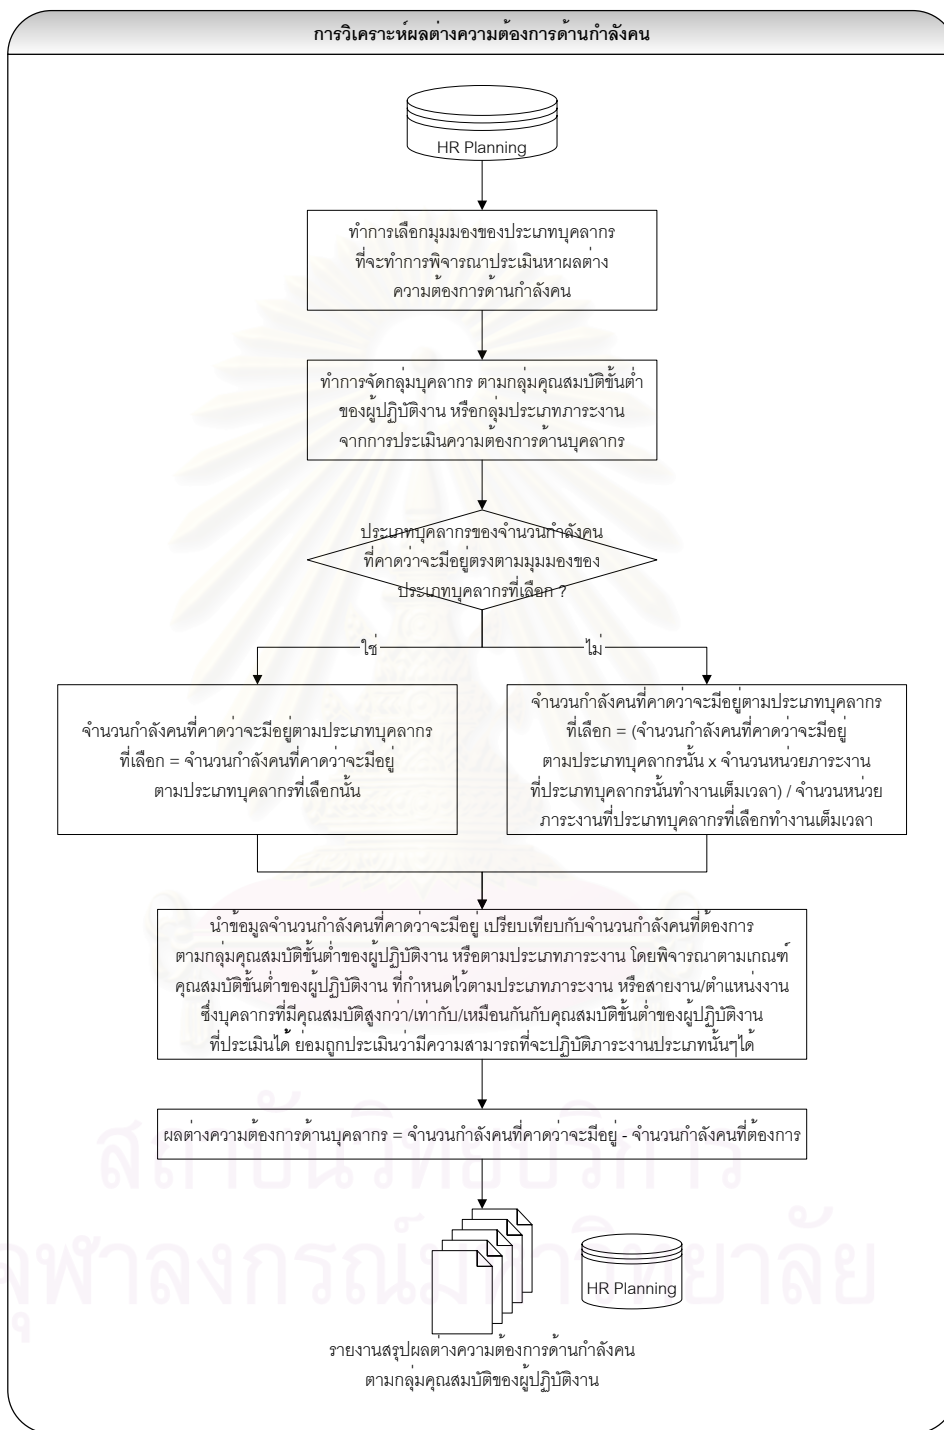 การวิเคราะห์ผลต่างความต้องการด้านกำลังคน
HR Planning
ทำการเลือกมุมมองของประเภทบุคลากร
ที่จะทำการพิจารณาประเมินหาผลต่าง
ความต้องการด้านกำลังคน
ทำการจัดกลุ่มบุคลากร ตามกลุ่มคุณสมบัติขั้นต่ำ
ของผู้ปฏิบัติงาน หรือกลุ่มประเภทภาระงาน
จากการประเมินความต้องการด้านบุคลากร
ประเภทบุคลากรของจำนวนกำลังคน
ที่คาดว่าจะมีอยู่ตรงตามมุมมองของ
ประเภทบุคลากรที่เลือก ?
ใช่
ไม่
จำนวนกำลังคนที่คาดว่าจะมีอยู่ตามประเภทบุคลากร
ที่เลือก = จำนวนกำลังคนที่คาดว่าจะมีอยู่
ตามประเภทบุคลากรที่เลือกนั้น
จำนวนกำลังคนที่คาดว่าจะมีอยู่ตามประเภทบุคลากร
ที่เลือก = (จำนวนกำลังคนที่คาดว่าจะมีอยู่
ตามประเภทบุคลากรนั้น x จำนวนหน่วยภาระงาน
ที่ประเภทบุคลากรนั้นทำงานเต็มเวลา) / จำนวนหน่วย
ภาระงานที่ประเภทบุคลากรที่เลือกทำงานเต็มเวลา
นำข้อมูลจำนวนกำลังคนที่คาดว่าจะมีอยู่ เปรียบเทียบกับจำนวนกำลังคนที่ต้องการ
ตามกลุ่มคุณสมบัติขั้นต่ำของผู้ปฏิบัติงาน หรือตามประเภทภาระงาน โดยพิจารณาตามเกณฑ์
คุณสมบัติขั้นต่ำของผู้ปฏิบัติงาน ที่กำหนดไว้ตามประเภทภาระงาน หรือสายงาน/ตำแหน่งงาน
ซึ่งบุคลากรที่มีคุณสมบัติสูงกว่า/เท่ากับ/เหมือนกันกับคุณสมบัติขั้นต่ำของผู้ปฏิบัติงาน
ที่ประเมินได้ ย่อมถูกประเมินว่ามีความสามารถที่จะปฏิบัติภาระงานประเภทนั้นๆได้
ผลต่างความต้องการด้านบุคลากร = จำนวนกำลังคนที่คาดว่าจะมีอยู่ - จำนวนกำลังคนที่ต้องการ
สถาบันวิทยบริการ
จุฬาลงกรณ์มหาวิทยาลัย
HR Planning
รายงานสรุปผลต่างความต้องการด้านกำลังคน
ตามกลุ่มคุณสมบัติของผู้ปฏิบัติงาน